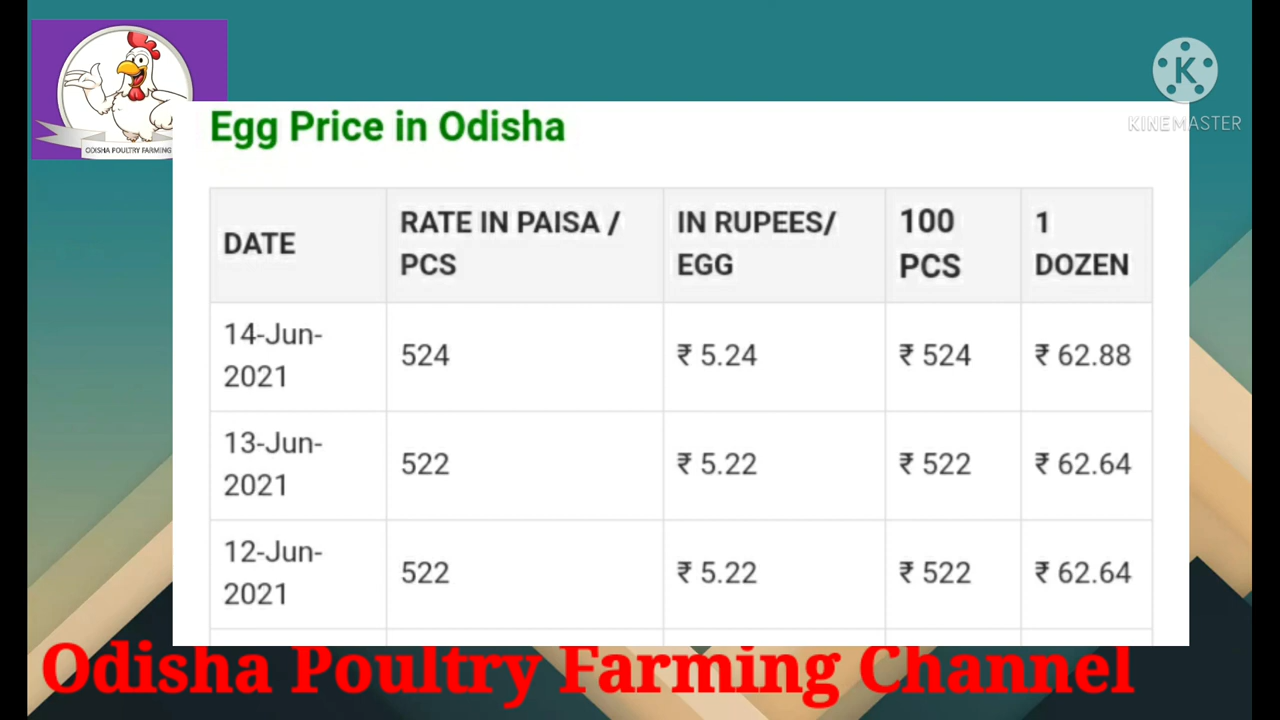 ODISHA POULTRY FARMING
KINEMASTER
Egg Price in Odisha
DATE
RATE IN PAISA /
PCS
IN RUPEES/
EGG
100
PCS
1
DOZEN
14-Jun-
2021
524
₹ 5.24
₹ 524
₹ 62.88
13-Jun-
2021
522
₹ 5.22
₹ 522
₹ 62.64
12-Jun-
2021
522
₹ 5.22
₹ 522
₹ 62.64
Odisha Poultry Farming Channel